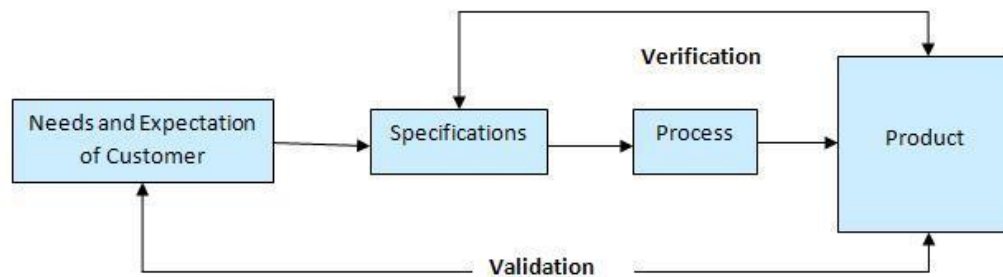 Verification
Needs and Expectation
of Customer
Specifications
Process
Product
Validation